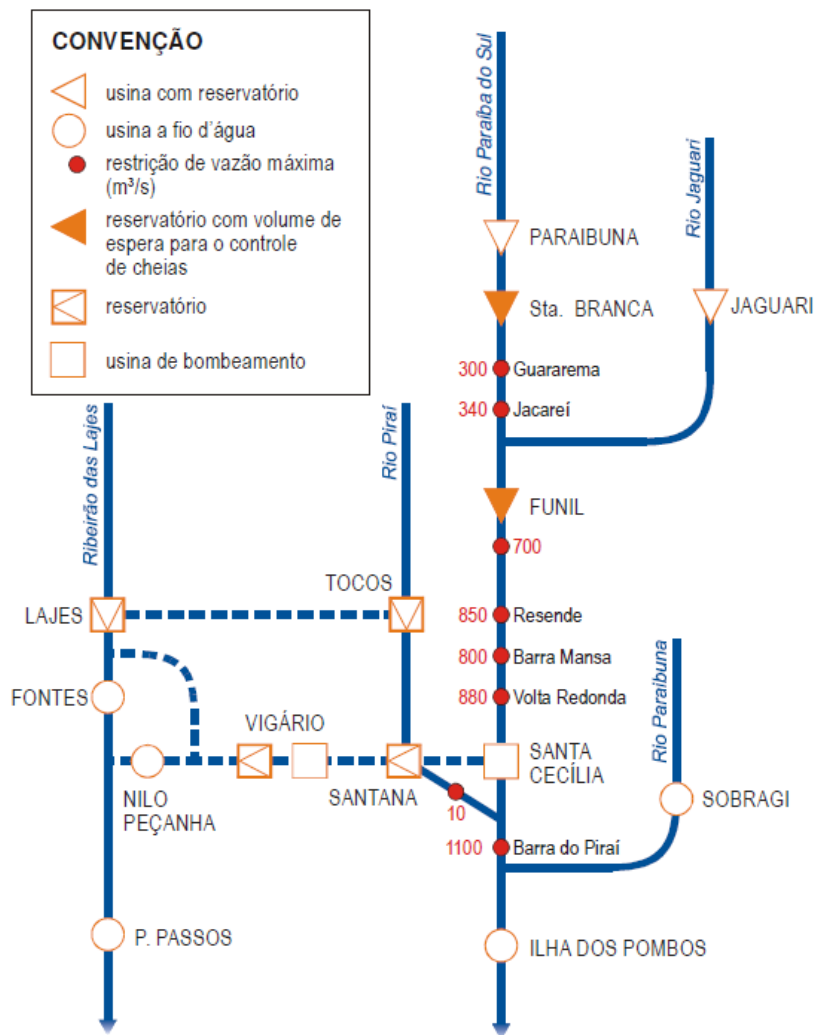 CONVENÇÃO
usina com reservatório
usina a fio d'água
restrição de vazão máxima
(m³/s)
reservatório com volume de
espera para o controle
de cheias
reservatório
usina de bombeamento
Rio Paraíba do Sul
Rio Jaguari
PARAIBUNA
Sta. BRANCA
JAGUARI
300 Guararema
340 Jacareí
Ribeirão das Lajes
Rio Piraí
FUNIL
700
TOCOS
LAJES
850 Resende
800 Barra Mansa
880 Volta Redonda
Rio Paraibuna
FONTES
VIGÁRIO
SANTA
CECÍLIA
NILO
PEÇANHA
SANTANA
10
SOBRAGI
1100 Barra do Piraí
P. PASSOS
ILHA DOS POMBOS